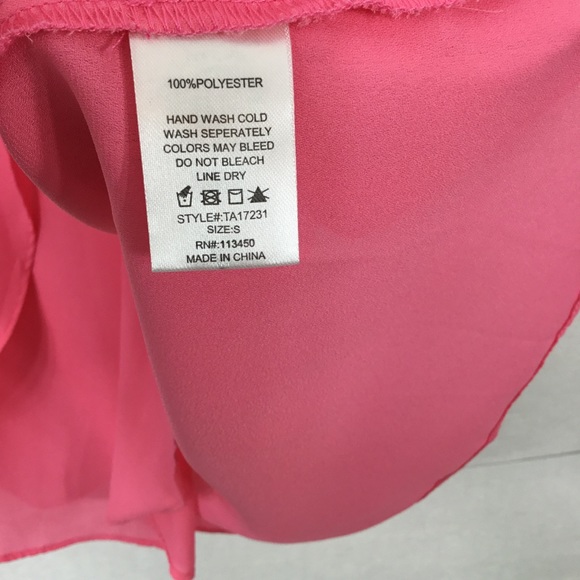 100%POLYESTER
HAND WASH COLD
WASH SEPERATELY
COLORS MAY BLEED
DO NOT BLEACH
LINE DRY
STYLE#:TA17231
SIZE:S
RN#:113450
MADE IN CHINA